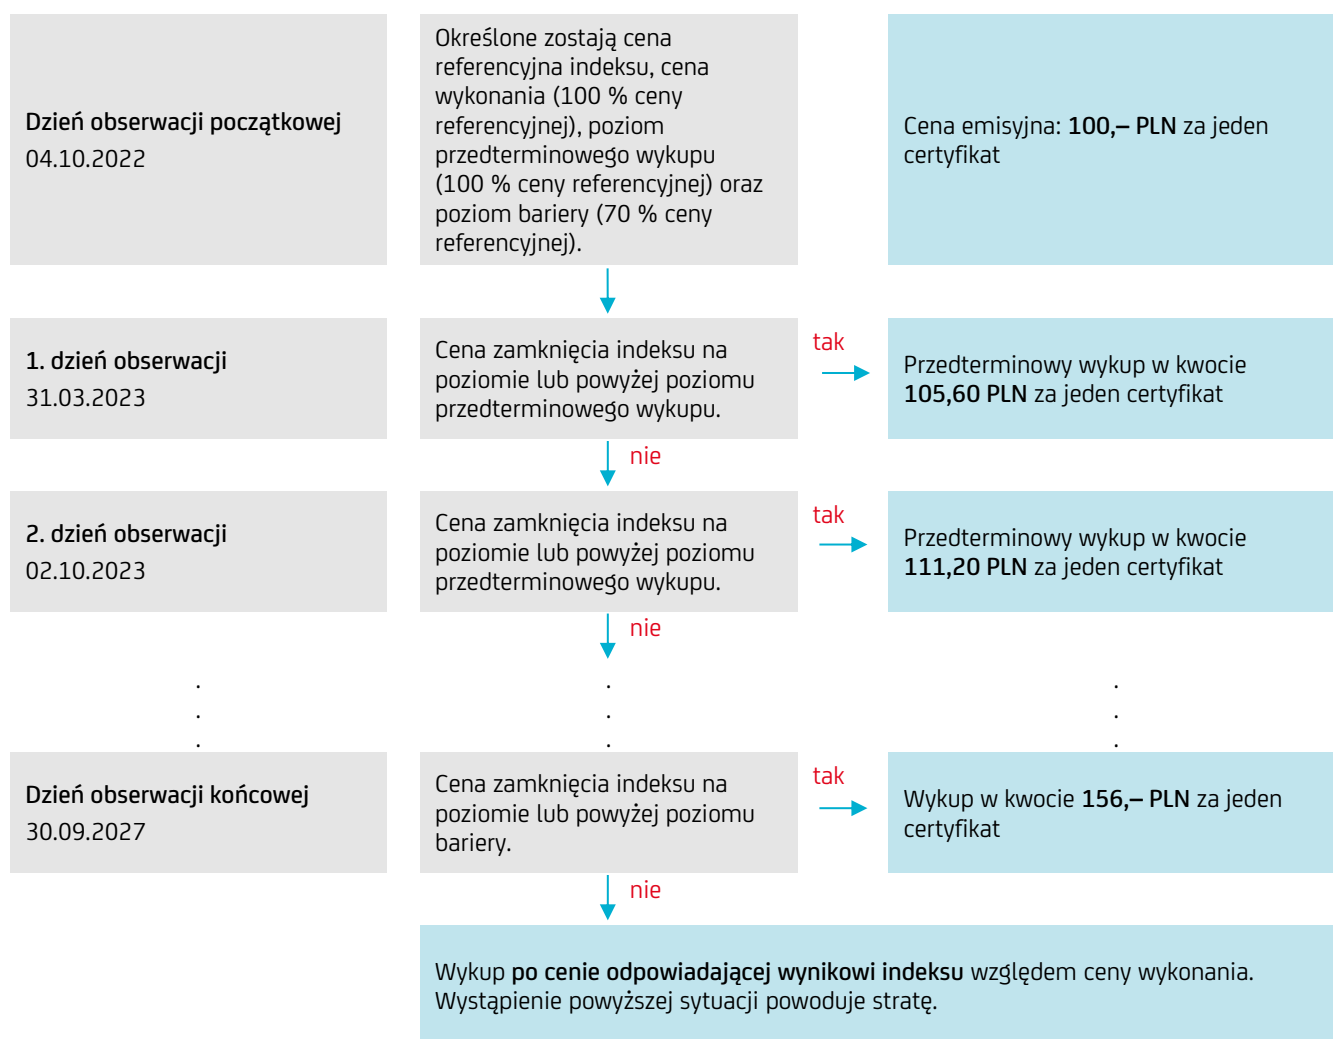 Dzień obserwacji początkowej
04.10.2022
Określone zostają cena
referencyjna indeksu, cena
wykonania (100 % ceny
referencyjnej), poziom
przedterminowego wykupu
(100 % ceny referencyjnej) oraz
poziom bariery (70 % ceny
referencyjnej).
Cena emisyjna: 100,– PLN za jeden
certyfikat
1. dzień obserwacji
31.03.2023
Cena zamknięcia indeksu na
poziomie lub powyżej poziomu
przedterminowego wykupu.
tak
Przedterminowy wykup w kwocie
105,60 PLN za jeden certyfikat
nie
2. dzień obserwacji
02.10.2023
Cena zamknięcia indeksu na
poziomie lub powyżej poziomu
przedterminowego wykupu.
tak
Przedterminowy wykup w kwocie
111,20 PLN za jeden certyfikat
nie
. . .
. . .
. . .
Dzień obserwacji końcowej
30.09.2027
Cena zamknięcia indeksu na
poziomie lub powyżej poziomu
bariery.
tak
Wykup w kwocie 156,– PLN za jeden
certyfikat
nie
Wykup po cenie odpowiadającej wynikowi indeksu względem ceny wykonania.
Wystąpienie powyższej sytuacji powoduje stratę.